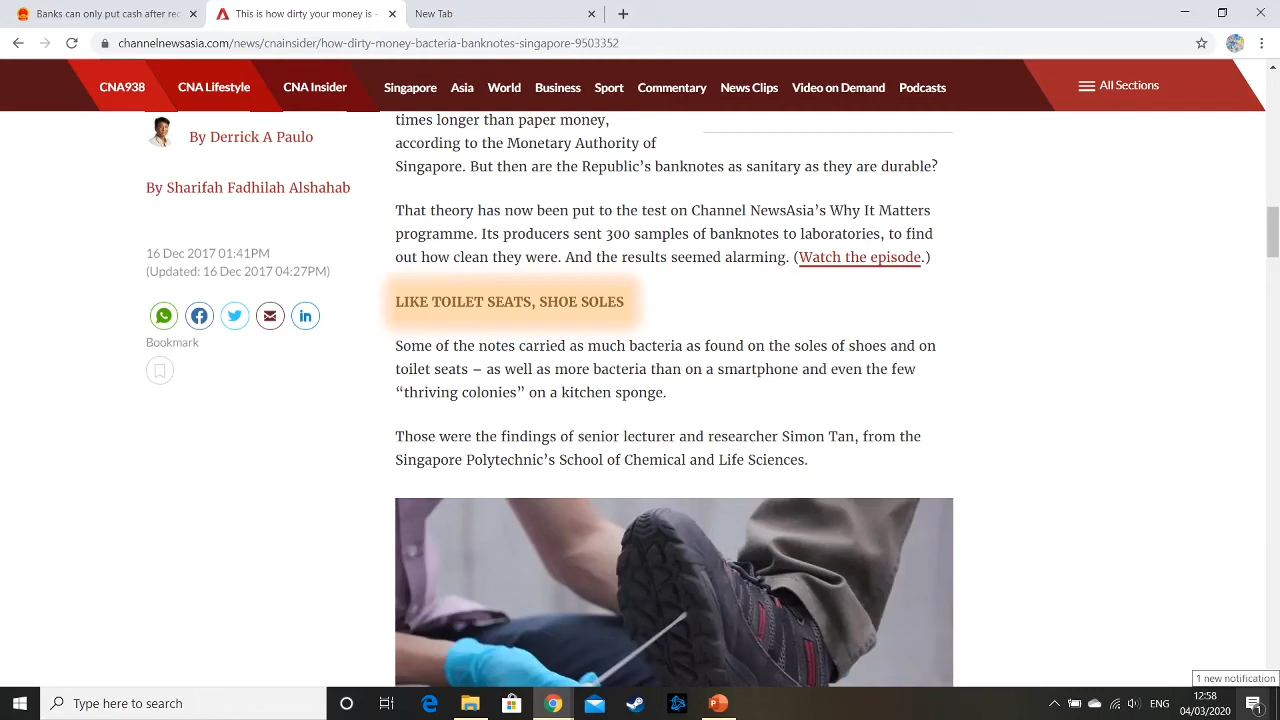 Banks can only put cash after rec
This is how dirty your money is -
New Tab
channelnewsasia.com/news/cnainsider/how-dirty-money-bacteria-banknotes-singapore-9503352
CNA938
CNA Lifestyle
CNA Insider
Singapore
Asia
World
Business
Sport
Commentary
News Clips
Video on Demand
Podcasts
All Sections
By Derrick A Paulo
By Sharifah Fadhilah Alshahab
16 Dec 2017 01:41PM
(Updated: 16 Dec 2017 04:27PM)
Bookmark
times longer than paper money,
according to the Monetary Authority of
Singapore. But then are the Republic’s banknotes as sanitary as they are durable?
That theory has now been put to the test on Channel NewsAsia’s Why It Matters
programme. Its producers sent 300 samples of banknotes to laboratories, to find
out how clean they were. And the results seemed alarming. (Watch the episode.)
LIKE TOILET SEATS, SHOE SOLES
Some of the notes carried as much bacteria as found on the soles of shoes and on
toilet seats – as well as more bacteria than on a smartphone and even the few
“thriving colonies” on a kitchen sponge.
Those were the findings of senior lecturer and researcher Simon Tan, from the
Singapore Polytechnic’s School of Chemical and Life Sciences.
1 new notification
Type here to search
ENG
12:58
04/03/2020
1